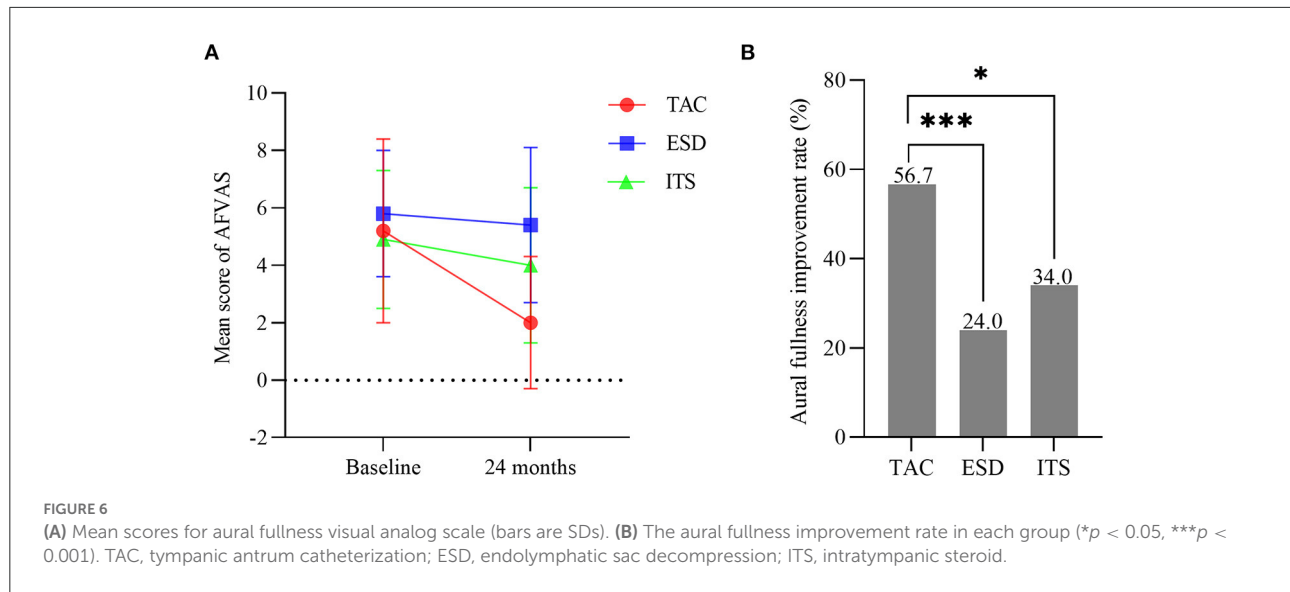 A
Mean score of AFVAS
10
8
6
4
2
0
-2
Baseline 24 months
TAC
ESD
ITS
B
Aural fullness improvement rate (%)
80
60
40
20
0
*
***
56.7
24.0
34.0
TAC ESD ITS
FIGURE 6
(A) Mean scores for aural fullness visual analog scale (bars are SDs). (B) The aural fullness improvement rate in each group (*p < 0.05, ***p <
0.001). TAC, tympanic antrum catheterization; ESD, endolymphatic sac decompression; ITS, intratympanic steroid.